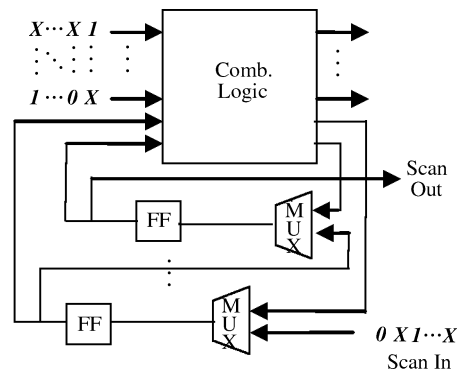 X···X 1
1 ···0 X
Comb.
Logic
Scan
Out
FF
MUX
FF
MUX
0 X 1···X
Scan In